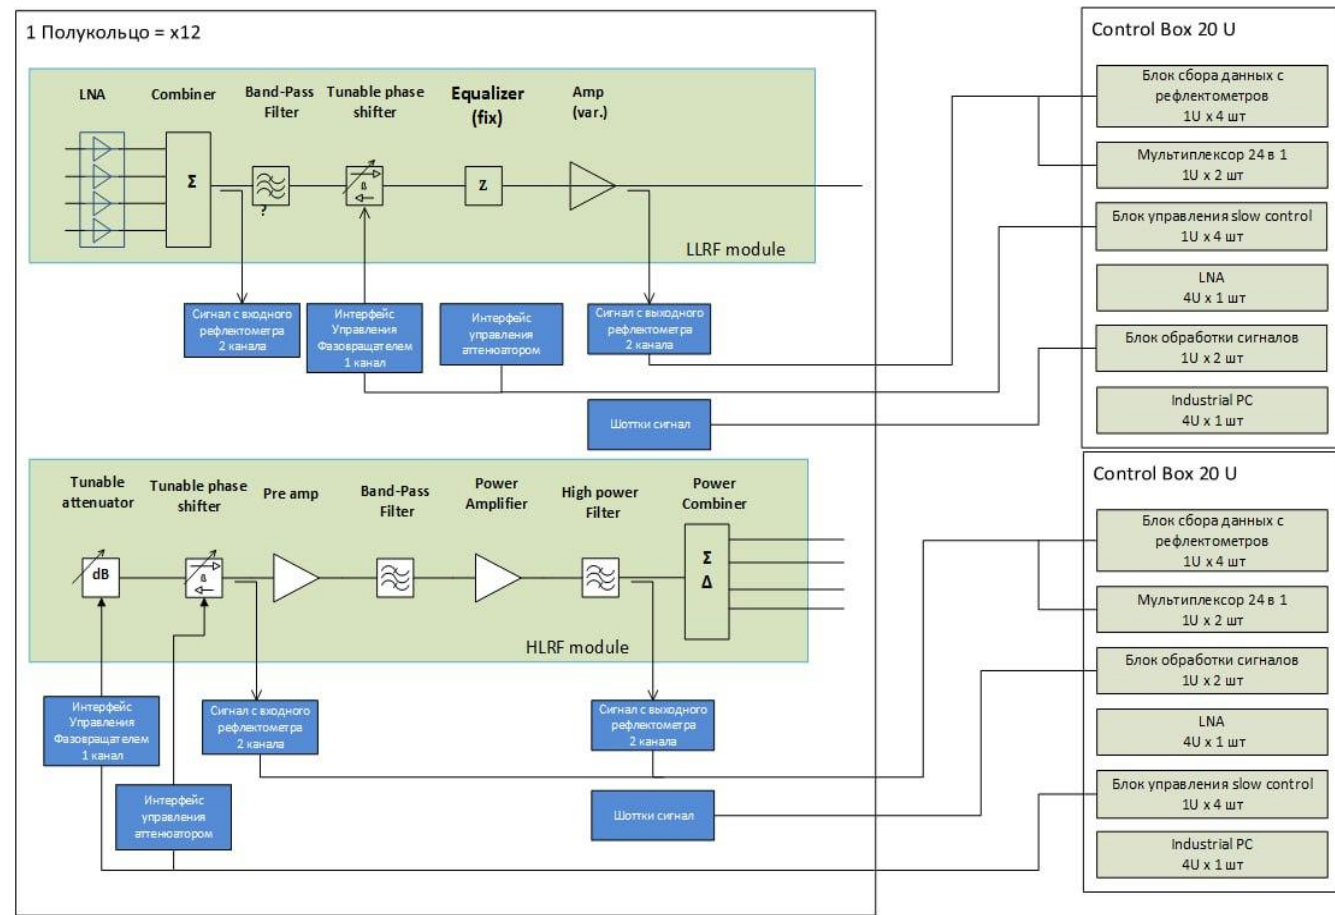 1 Полукольцо = x12
LNA
Combiner
Band-Pass
Filter
Tunable phase
shifter
Equalizer
(fix)
Amp
(var.)
Σ
?
ß
Z
LLRF module
Сигнал с входного
рефлектометра
2 канала
Интерфейс
Управления
Фазовращателем
1 канал
Интерфейс
управления
аттенюатором
Сигнал с выходного
рефлектометра
2 канала
Шоттки сигнал
Tunable
attenuator
Tunable phase
shifter
Pre amp
Band-Pass
Filter
Power
Amplifier
High power
Filter
Power
Combiner
dB
ß
Σ
Δ
HLRF module
Интерфейс
Управления
Фазовращателем
1 канал
Сигнал с входного
рефлектометра
2 канала
Сигнал с выходного
рефлектометра
2 канала
Интерфейс
управления
аттенюатором
Шоттки сигнал
Control Box 20 U
Блок сбора данных с
рефлектометров
1U x 4 шт
Мультиплексор 24 в 1
1U x 2 шт
Блок управления slow control
1U x 4 шт
LNA
4U x 1 шт
Блок обработки сигналов
1U x 2 шт
Industrial PC
4U x 1 шт
Control Box 20 U
Блок сбора данных с
рефлектометров
1U x 4 шт
Мультиплексор 24 в 1
1U x 2 шт
Блок обработки сигналов
1U x 2 шт
LNA
4U x 1 шт
Блок управления slow control
1U x 4 шт
Industrial PC
4U x 1 шт